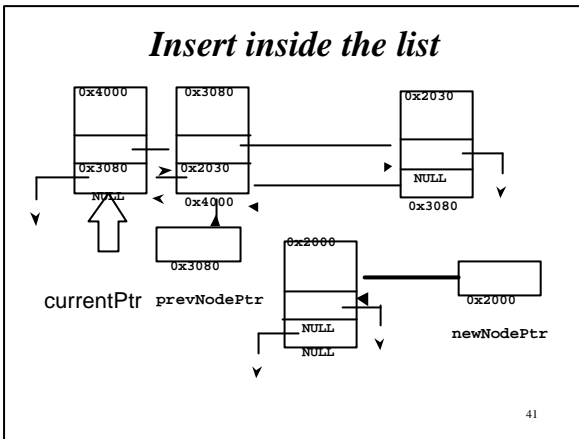 Insert inside the list
0x4000
0x3080
0x2030
0x3080
0x2030
NULL
NULL
0x4000
0x3080
0x3080
0x2000
currentPtr
prevNodePtr
0x2000
NULL
newNodePtr
NULL
41